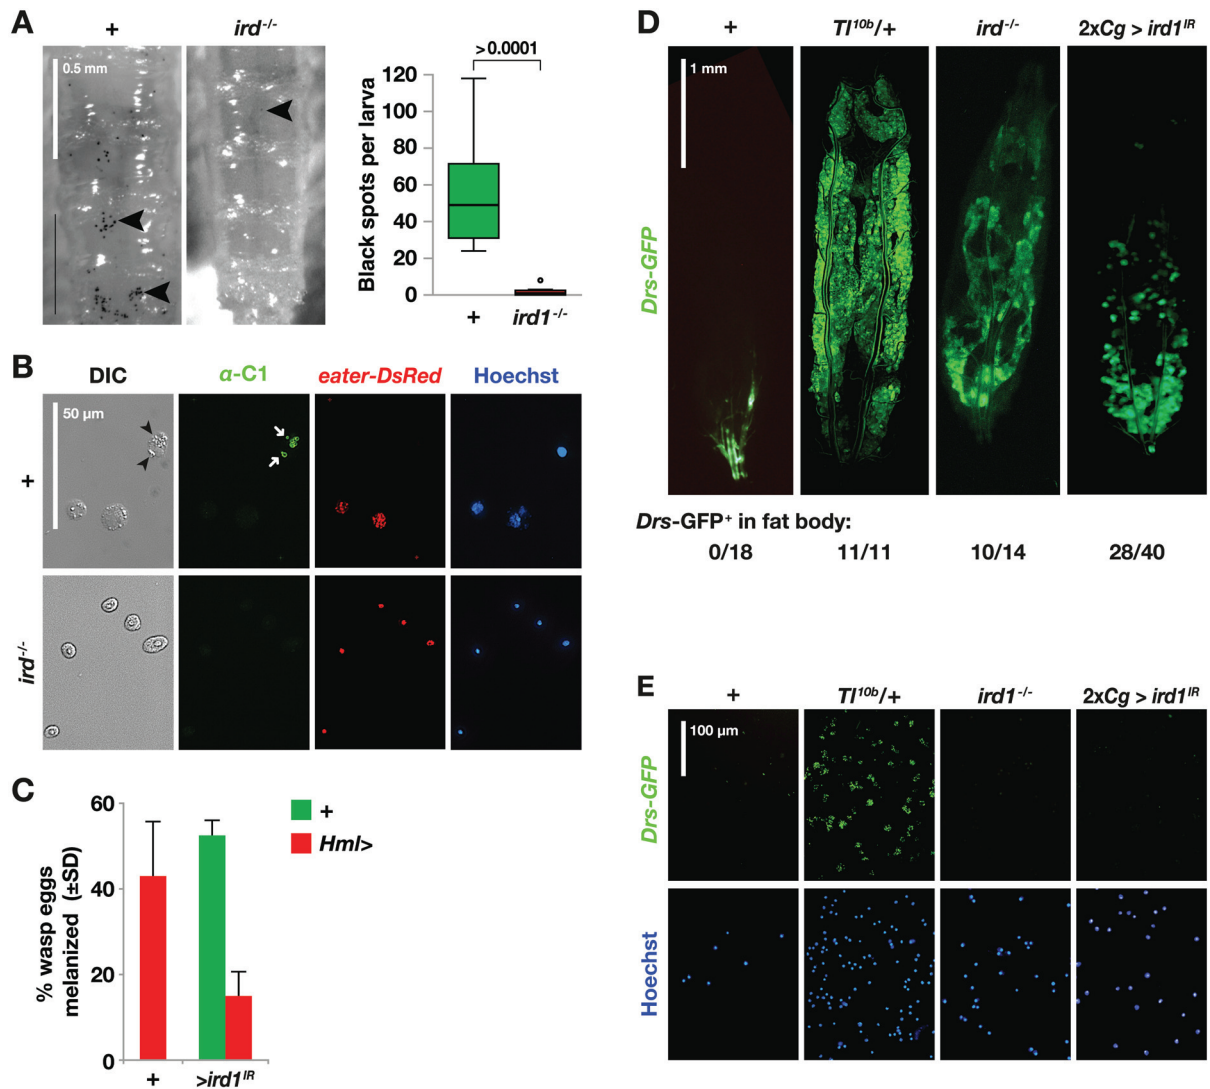 A
+
ird-/-
0.5 mm
> 0.0001
Black spots per larva
120
100
80
60
40
20
0
+
ird1-/-
B
DIC
α-C1
eater-DsRed
Hoechst
50 µm
+
ird-/-
C
% wasp eggs
melanized (±SD)
60
40
20
0
+
>ird1IR
+
Hml>
D
+
Tl10b/+
ird-/-
2xCg > ird1IR
1 mm
Drs-GFP
Drs-GFP+ in fat body:
0/18
11/11
10/14
28/40
E
+
Tl10b/+
ird1-/-
2xCg > ird1IR
100 µm
Drs-GFP
Hoechst